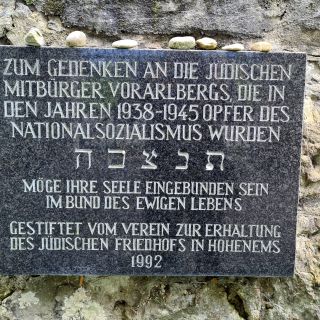 ZUM GEDENKEN AN DIE JÜDISCHEN
MITBÜRGER VORARLBERGS, DIE IN
DEN JAHREN 1938-1945 OPFER DES
NATIONALSOZIALISMUS WURDEN
ת נ צ ב ה
MÖGE IHRE SEELE EINGEBUNDEN SEIN
IM BUND DES EWIGEN LEBENS
GESTIFTET VOM VEREIN ZUR ERHALTUNG
DES JÜDISCHEN FRIEDHOFS IN HOHENEMS
1992